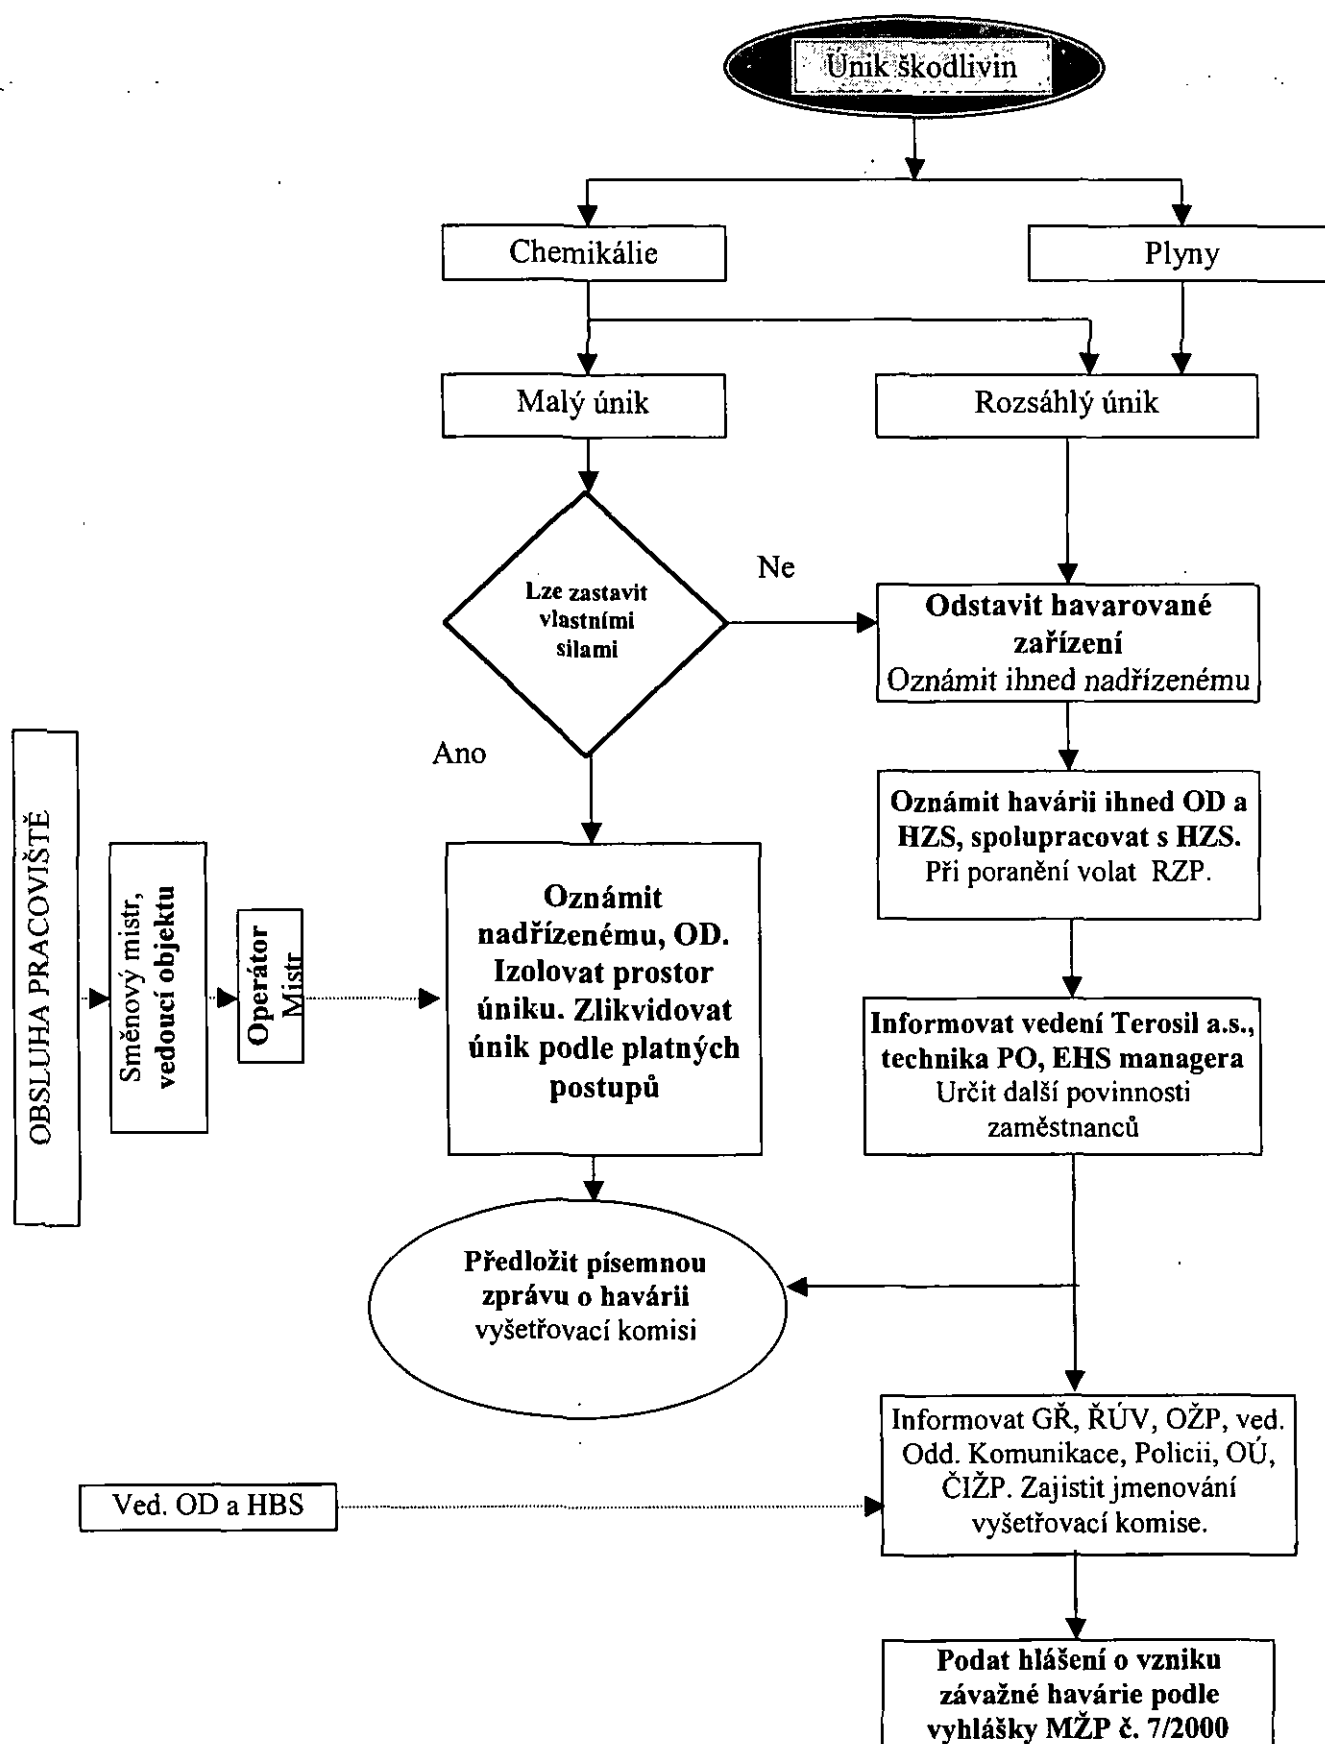 Únik škodlivin
Chemikálie
Plyny
Malý únik
Rozsáhlý únik
Lze zastavit
vlastními
silami
Ne
Odstavit havarované
zařízení
Oznámit ihned nadřízenému
Ano
Oznámit havárii ihned OD a
HZS, spolupracovat s HZS.
Při poranění volat RZP.
OBSLUHA PRACOVIŠTĚ
Směnový mistr,
vedoucí objektu
Operátor
Mistr
Oznámit
nadřízenému, OD.
Izolovat prostor
úniku. Zlikvidovat
únik podle platných
postupů
Informovat vedení Terosil a.s.,
technika PO, EHS managera
Určit další povinnosti
zaměstnanců
Předložit písemnou
zprávu o havárii
vyšetřovací komisi
Informovat GŘ, ŘÚV, OŽP, ved.
Odd. Komunikace, Policii, OÚ,
ČIŽP. Zajistit jmenování
vyšetřovací komise.
Ved. OD a HBS
Podat hlášení o vzniku
závažné havárie podle
vyhlášky MŽP č. 7/2000